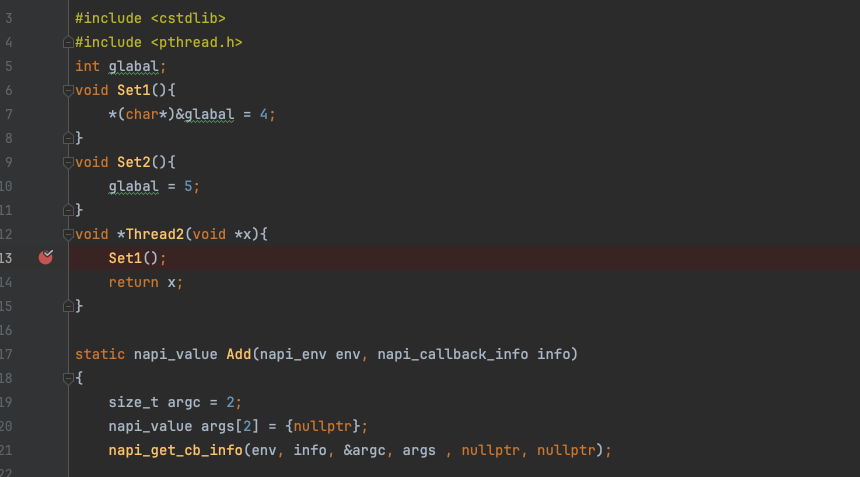 3 #include <cstdlib>
4 #include <pthread.h>
5 int glabal;
6 void Set1(){
7 *(char*)&glabal = 4;
8 }
9 void Set2(){
10 glabal = 5;
11 }
12 void *Thread2(void *x){
13 Set1();
14 return x;
15 }
16
17 static napi_value Add(napi_env env, napi_callback_info info)
18 {
19 size_t argc = 2;
20 napi_value args[2] = {nullptr};
21 napi_get_cb_info(env, info, &argc, args , nullptr, nullptr);
22